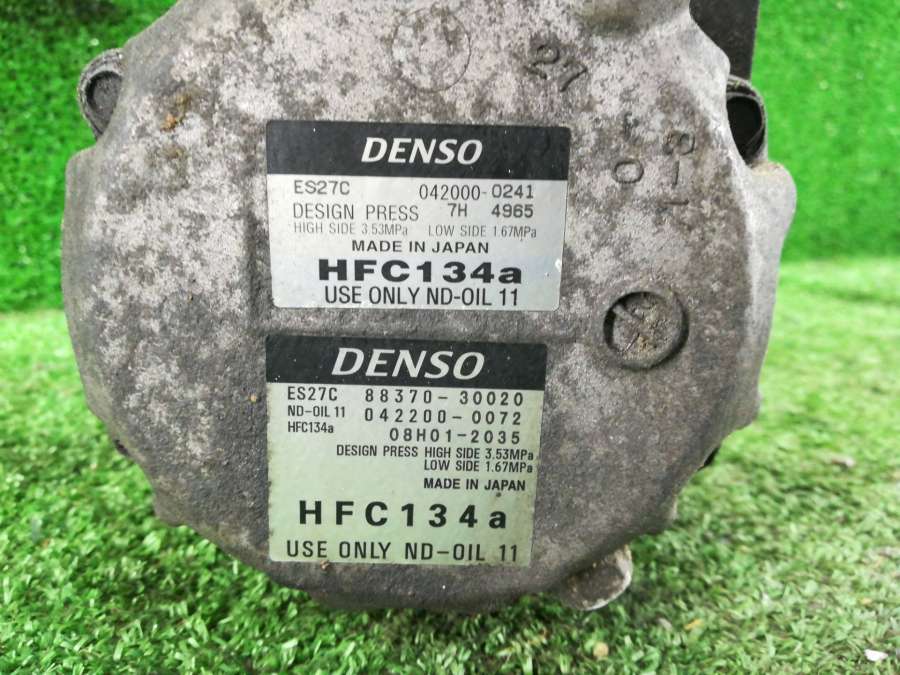 27
DENSO
ES27C 042000-0241
DESIGN PRESS 7H 4965
HIGH SIDE 3.53MPa LOW SIDE 1.67MPa
MADE IN JAPAN
HFC134a
USE ONLY ND-OIL 11
DENSO
ES27C 88370-30020
ND-OIL 11 042200-0072
HFC134a 08H01-2035
DESIGN PRESS HIGH SIDE 3.53MPa
LOW SIDE 1.67MPa
MADE IN JAPAN
HFC134a
USE ONLY ND-OIL 11